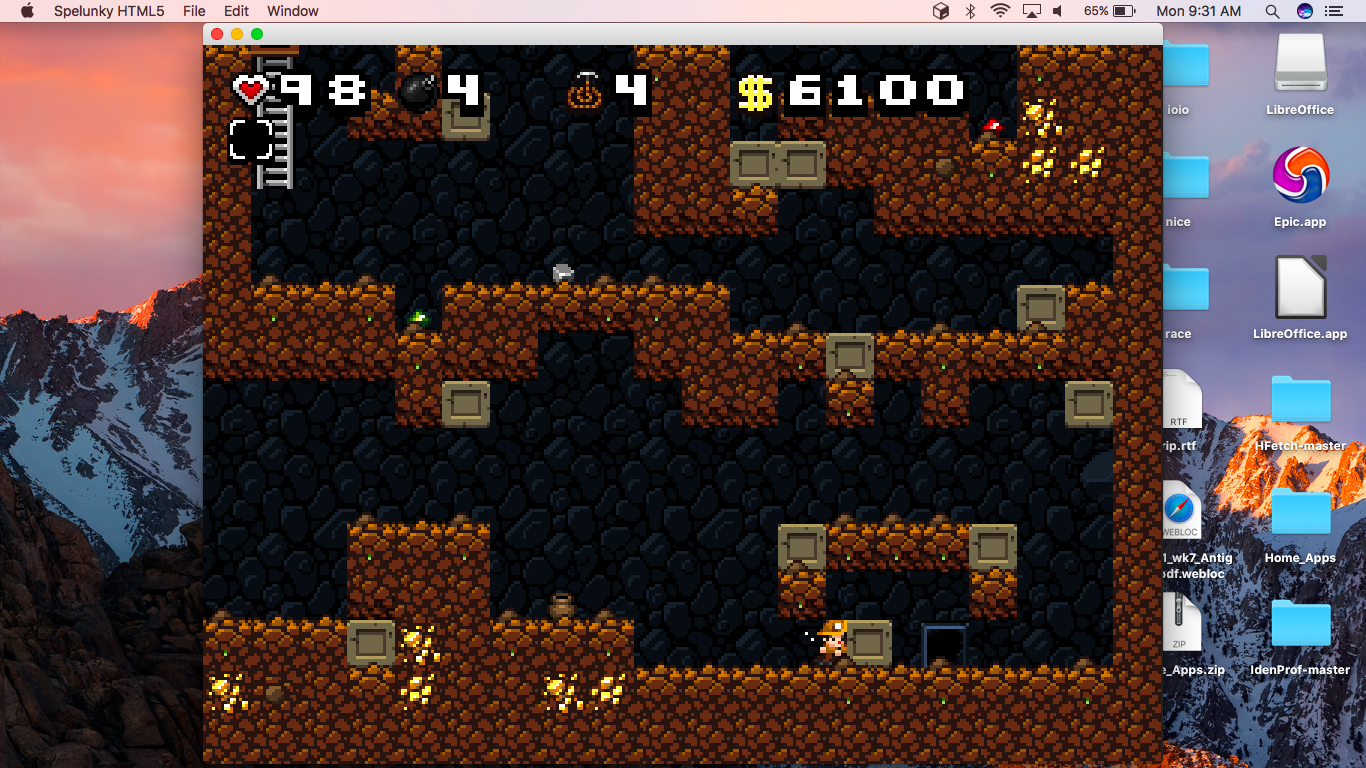 Spelunky HTML5 File Edit Window 65% Mon 9:31 AM
98 4 4 $6100
ioio LibreOffice
nice Epic.app
race LibreOffice.app
RTF
rip.rtf HFetch-master
WEBLOC
1_wk7_Antig Home_Apps
pdf.webloc
ZIP
e_Apps.zip IdenProf-master